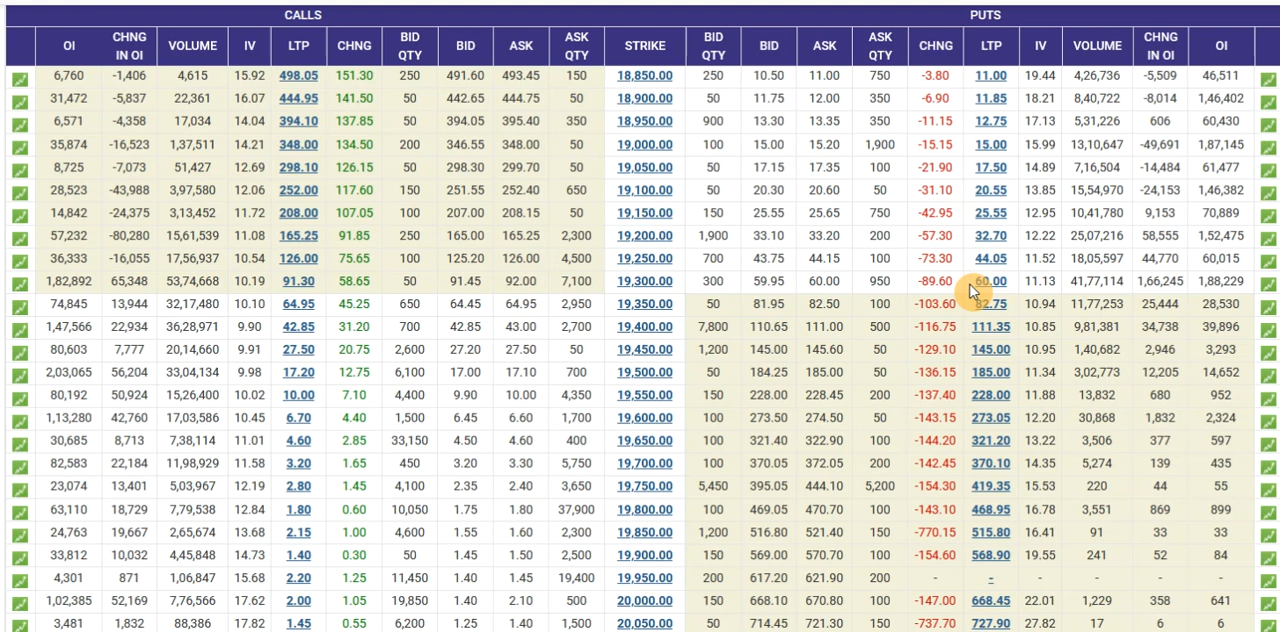 CALLS PUTS
OI CHNG IN OI VOLUME IV LTP CHNG BID QTY BID ASK ASK QTY STRIKE BID QTY BID ASK ASK QTY CHNG LTP IV VOLUME CHNG IN OI OI
6,760 -1,406 4,615 15.92 498.05 151.30 250 491.60 493.45 150 18,850.00 250 10.50 11.00 750 -3.80 11.00 19.44 4,26,736 -5,509 46,511
31,472 -5,837 22,361 16.07 444.95 141.50 50 442.65 444.75 50 18,900.00 50 11.75 12.00 350 -6.90 11.85 18.21 8,40,722 -8,014 1,46,402
6,571 -4,358 17,034 14.04 394.10 137.85 50 394.05 395.40 350 18,950.00 900 13.30 13.35 350 -11.15 12.75 17.13 5,31,226 606 60,430
35,874 -16,523 1,37,511 14.21 348.00 134.50 200 346.55 348.00 50 19,000.00 100 15.00 15.20 1,900 -15.15 15.00 15.99 13,10,647 -49,691 1,87,145
8,725 -7,073 51,427 12.69 298.10 126.15 50 298.30 299.70 50 19,050.00 50 17.15 17.35 100 -21.90 17.50 14.89 7,16,504 -14,484 61,477
28,523 -43,988 3,97,580 12.06 252.00 117.60 150 251.55 252.40 650 19,100.00 50 20.30 20.60 50 -31.10 20.55 13.85 15,54,970 -24,153 1,46,382
14,842 -24,375 3,13,452 11.72 208.00 107.05 100 207.00 208.15 50 19,150.00 150 25.55 25.65 750 -42.95 25.55 12.95 10,41,780 9,153 70,889
57,232 -80,280 15,61,539 11.08 165.25 91.85 250 165.00 165.25 2,300 19,200.00 1,900 33.10 33.20 200 -57.30 32.70 12.22 25,07,216 58,555 1,52,475
36,333 -16,055 17,56,937 10.54 126.00 75.65 100 125.20 126.00 4,500 19,250.00 700 43.75 44.15 100 -73.30 44.05 11.52 18,05,597 44,770 60,015
1,82,892 65,348 53,74,668 10.19 91.30 58.65 50 91.45 92.00 7,100 19,300.00 300 59.95 60.00 950 -89.60 60.00 11.13 41,77,114 1,66,245 1,88,229
74,845 13,944 32,17,480 10.10 64.95 45.25 650 64.45 64.95 2,950 19,350.00 50 81.95 82.50 100 -103.60 82.75 10.94 11,77,253 25,444 28,530
1,47,566 22,934 36,28,971 9.90 42.85 31.20 700 42.85 43.00 2,700 19,400.00 7,800 110.65 111.00 500 -116.75 111.35 10.85 9,81,381 34,738 39,896
80,603 7,777 20,14,660 9.91 27.50 20.75 2,600 27.20 27.50 50 19,450.00 1,200 145.00 145.60 50 -129.10 145.00 10.95 1,40,682 2,946 3,293
2,03,065 56,204 33,04,134 9.98 17.20 12.75 6,100 17.00 17.10 700 19,500.00 50 184.25 185.00 50 -136.15 185.00 11.34 3,02,773 12,205 14,652
80,192 50,924 15,26,400 10.02 10.00 7.10 4,400 9.90 10.00 4,350 19,550.00 150 228.00 228.45 200 -137.40 228.00 11.88 13,832 680 952
1,13,280 42,760 17,03,586 10.45 6.70 4.40 1,500 6.45 6.60 1,700 19,600.00 100 273.50 274.50 50 -143.15 273.05 12.20 30,868 1,832 2,324
30,685 8,713 7,38,114 11.01 4.60 2.85 33,150 4.50 4.60 400 19,650.00 100 321.40 322.90 100 -144.20 321.20 13.22 3,506 377 597
82,583 22,184 11,98,929 11.58 3.20 1.65 450 3.20 3.30 5,750 19,700.00 100 370.05 372.05 200 -142.45 370.10 14.35 5,274 139 435
23,074 13,401 5,03,967 12.19 2.80 1.45 4,100 2.35 2.40 3,650 19,750.00 5,450 395.05 444.10 5,200 -154.30 419.35 15.53 220 44 55
63,110 18,729 7,79,538 12.84 1.80 0.60 10,050 1.75 1.80 37,900 19,800.00 100 469.05 470.70 100 -143.10 468.95 16.78 3,551 869 899
24,763 19,667 2,65,674 13.68 2.15 1.00 4,600 1.55 1.60 2,300 19,850.00 1,200 516.80 521.40 150 -770.15 515.80 16.41 91 33 33
33,812 10,032 4,45,848 14.73 1.40 0.30 50 1.45 1.50 2,500 19,900.00 150 569.00 570.70 100 -154.60 568.90 19.55 241 52 84
4,301 871 1,06,847 15.68 2.20 1.25 11,450 1.40 1.45 19,400 19,950.00 200 617.20 621.90 200 - - - - - -
1,02,385 52,169 7,76,566 17.62 2.00 1.05 19,850 1.40 2.10 500 20,000.00 150 668.10 670.80 100 -147.00 668.45 22.01 1,229 358 641
3,481 1,832 88,386 17.82 1.45 0.55 6,200 1.25 1.40 1,500 20,050.00 50 714.45 721.30 150 -737.70 727.90 27.82 17 6 6